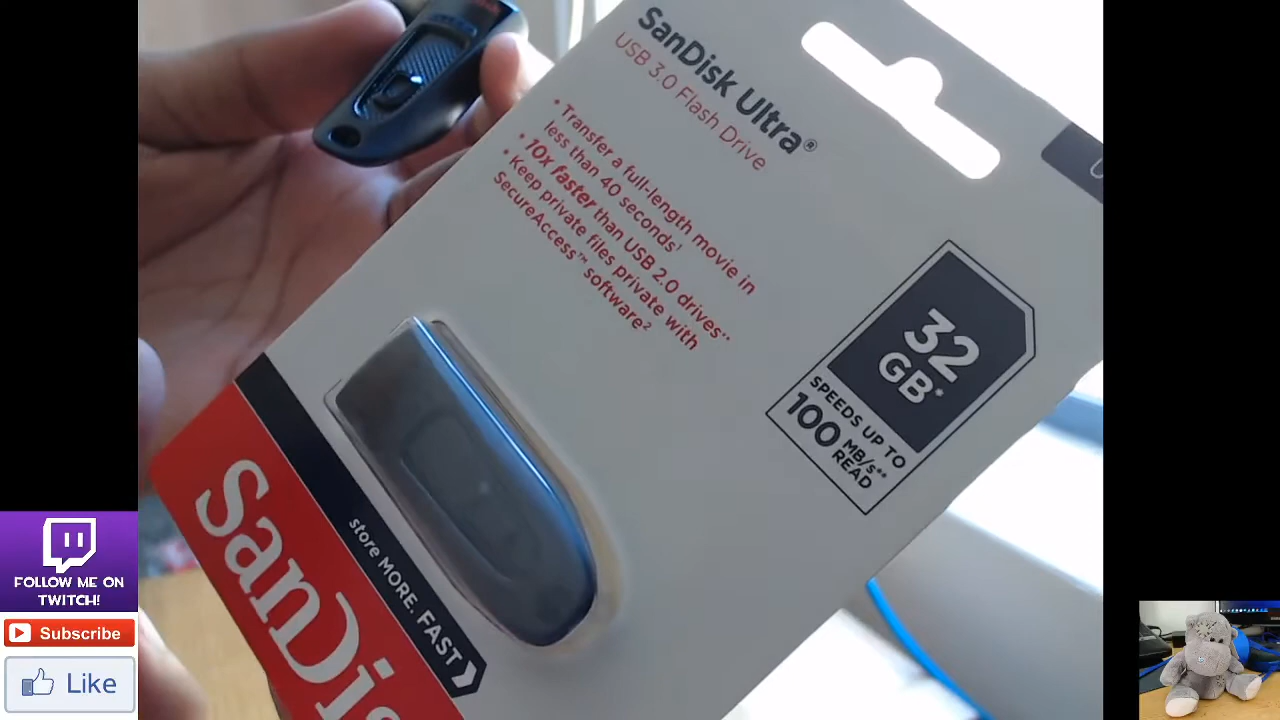 SanDisk Ultra®
USB 3.0 Flash Drive
• Transfer a full-length movie in
less than 40 seconds¹
• 10x faster than USB 2.0 drives**
• Keep private files private with
SecureAccess™ software²
32
GB*
SPEEDS UP TO
100 MB/s**
READ
store MORE. FAST
SanDis
FOLLOW ME ON
TWITCH!
Subscribe
Like